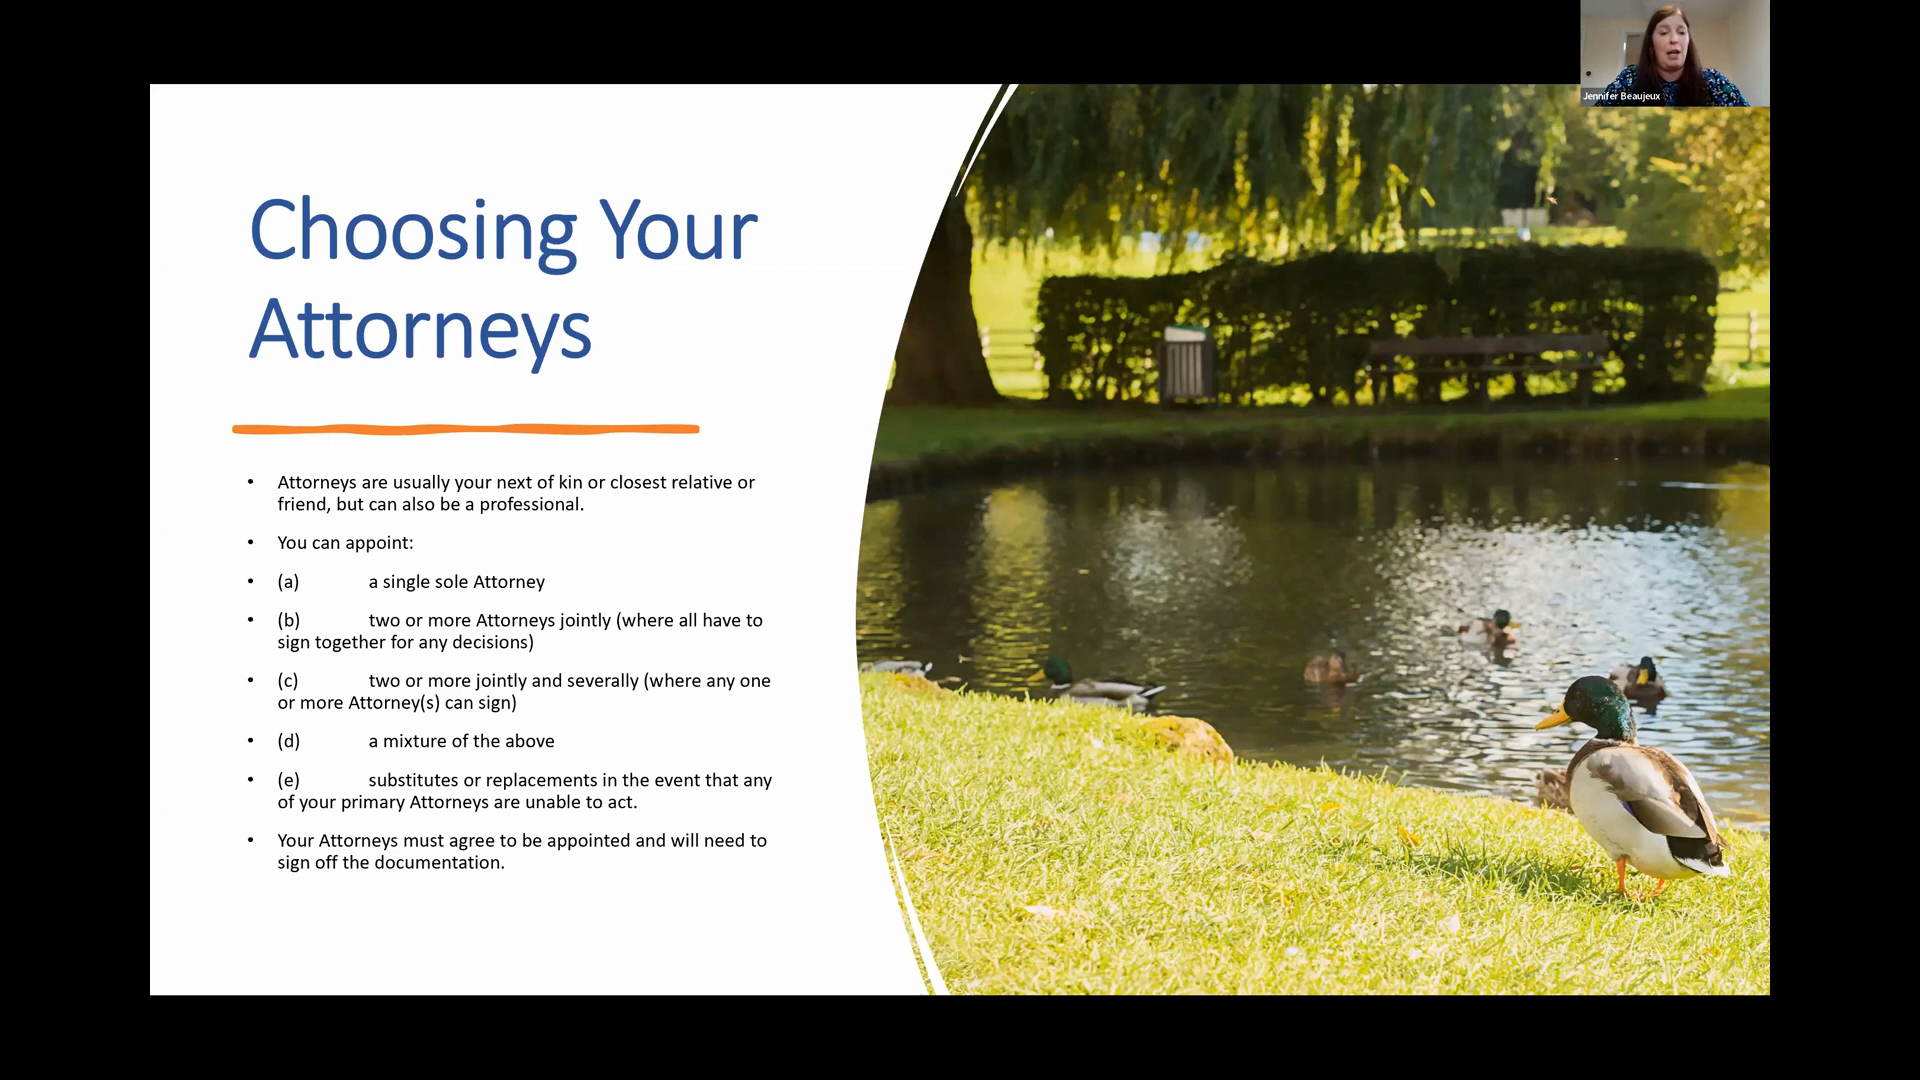 Jennifer Beaujeux
Choosing Your
Attorneys
• Attorneys are usually your next of kin or closest relative or
friend, but can also be a professional.
• You can appoint:
• (a) a single sole Attorney
• (b) two or more Attorneys jointly (where all have to
sign together for any decisions)
• (c) two or more jointly and severally (where any one
or more Attorney(s) can sign)
• (d) a mixture of the above
• (e) substitutes or replacements in the event that any
of your primary Attorneys are unable to act.
• Your Attorneys must agree to be appointed and will need to
sign off the documentation.